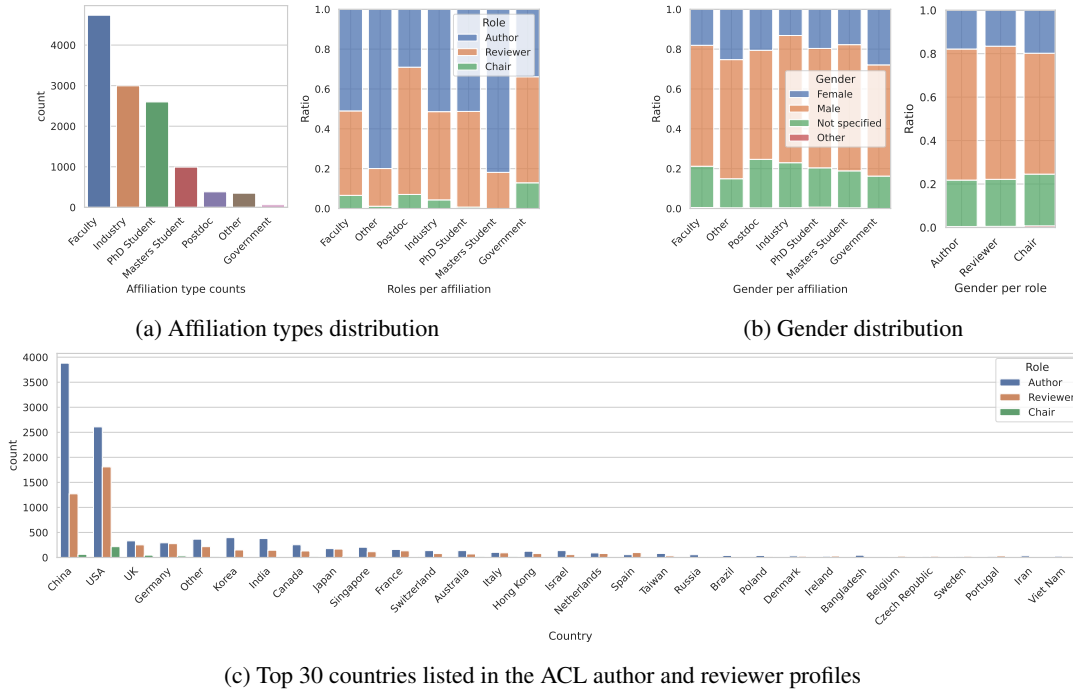 4000
3000
2000
1000
0
count
Faculty
Industry
PhD Student
Masters Student
Postdoc
Other
Government
Affiliation type counts
1.0
0.8
0.6
0.4
0.2
0.0
Ratio
Role
Author
Reviewer
Chair
Faculty
Other
Postdoc
Industry
PhD Student
Masters Student
Government
Roles per affiliation
(a) Affiliation types distribution
1.0
0.8
0.6
0.4
0.2
0.0
Ratio
Gender
Female
Male
Not specified
Other
Faculty
Other
Postdoc
Industry
PhD Student
Masters Student
Government
Gender per affiliation
1.0
0.8
0.6
0.4
0.2
0.0
Ratio
Author
Reviewer
Chair
Gender per role
(b) Gender distribution
4000
3500
3000
2500
2000
1500
1000
500
0
count
Role
Author
Reviewer
Chair
China
USA
UK
Germany
Other
Korea
India
Canada
Japan
Singapore
France
Switzerland
Australia
Italy
Hong Kong
Israel
Netherlands
Spain
Taiwan
Russia
Brazil
Poland
Denmark
Ireland
Bangladesh
Belgium
Czech Republic
Sweden
Portugal
Iran
Viet Nam
Country
(c) Top 30 countries listed in the ACL author and reviewer profiles